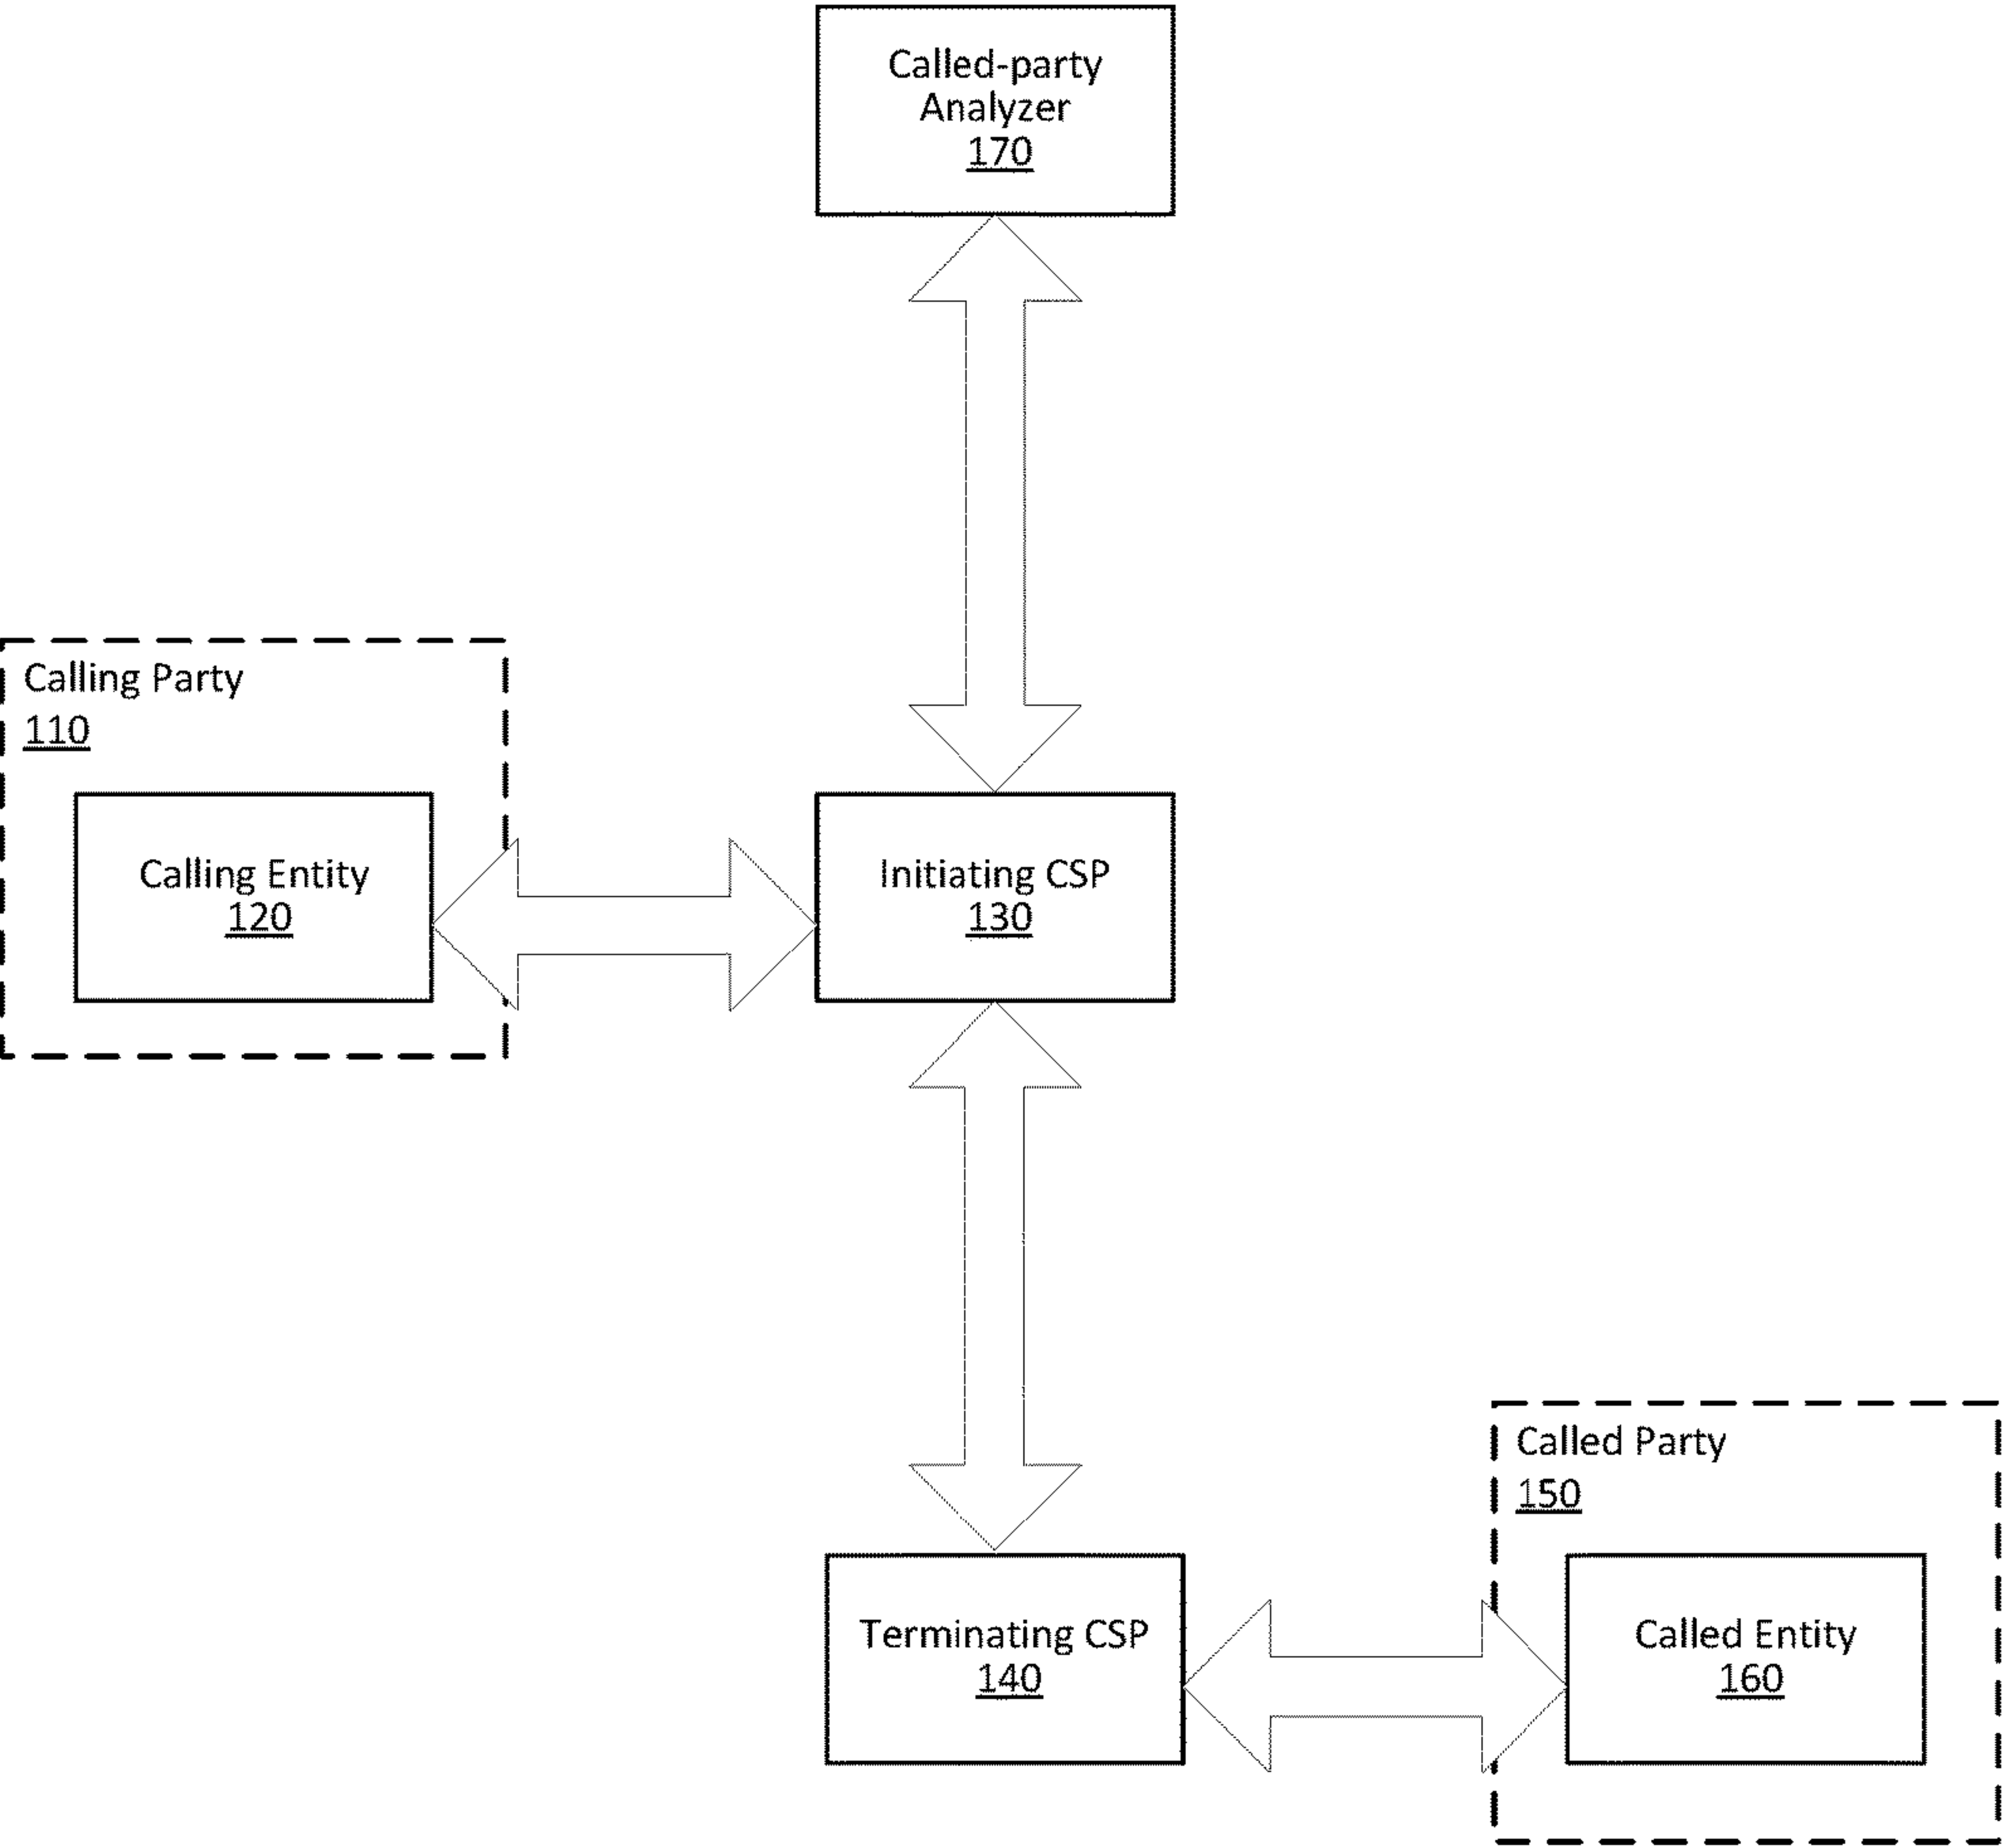 Called-party
Analyzer
170
Calling Party
110
Calling Entity
120
Initiating CSP
130
Called Party
150
Terminating CSP
140
Called Entity
160